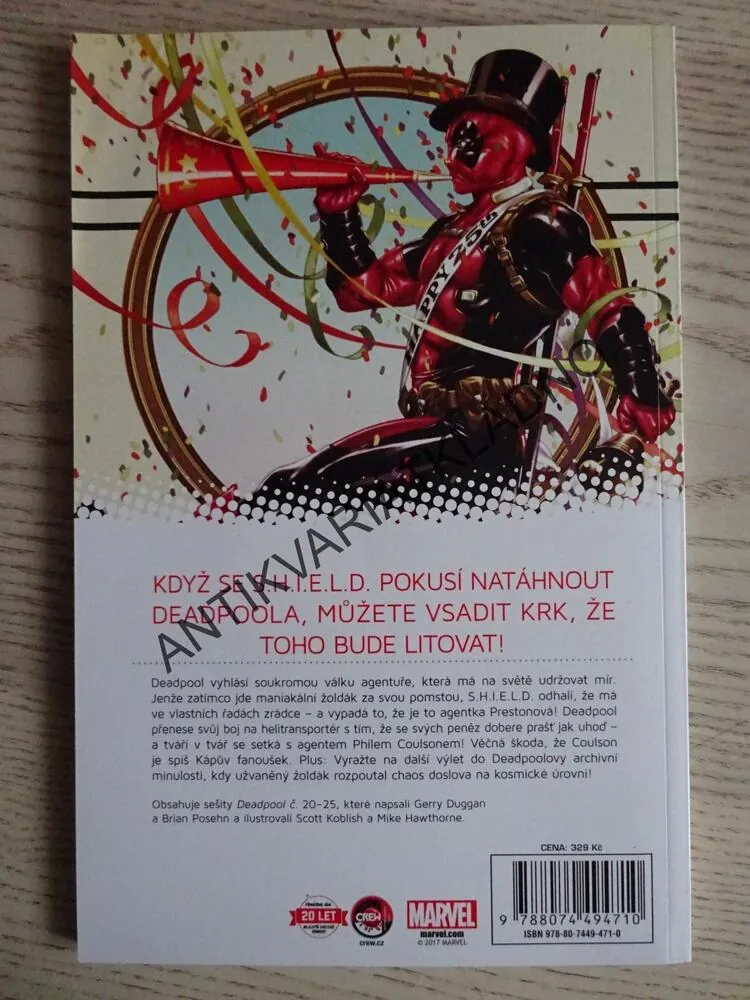 HAPPY 25th
KDYŽ SE S.H.I.E.L.D. POKUSÍ NATÁHNOUT
DEADPOOLA, MŮŽETE VSADIT KRK, ŽE
TOHO BUDE LITOVAT!
Deadpool vyhlásí soukromou válku agentuře, která má na světě udržovat mír.
Jenže zatímco jde maniakální žoldák za svou pomstou, S.H.I.E.L.D. odhalí, že má
ve vlastních řadách zrádce – a vypadá to, že je to agentka Prestonová! Deadpool
přenese svůj boj na helitransportér s tím, že se svých peněz dobere prašť jak uhoď –
a tváří v tvář se setká s agentem Philem Coulsonem! Věčná škoda, že Coulson
je spíš Kápův fanoušek. Plus: Vyražte na další výlet do Deadpoolovy archivní
minulosti, kdy užvaněný žoldák rozpoutal chaos doslova na kosmické úrovni!
Obsahuje sešity Deadpool č. 20–25, které napsali Gerry Duggan
a Brian Posehn a ilustrovali Scott Koblish a Mike Hawthorne.
CENA: 329 Kč
9 788074 494710
ISBN 978-80-7449-471-0
20 LET
CREW
crew.cz
MARVEL
marvel.com
© 2017 MARVEL
ANTIKVARIÁT KLADNO